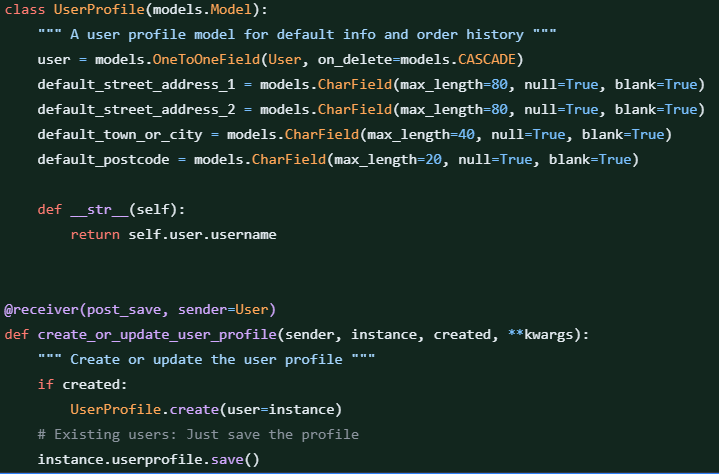 class UserProfile(models.Model):
    """ A user profile model for default info and order history """
    user = models.OneToOneField(User, on_delete=models.CASCADE)
    default_street_address_1 = models.CharField(max_length=80, null=True, blank=True)
    default_street_address_2 = models.CharField(max_length=80, null=True, blank=True)
    default_town_or_city = models.CharField(max_length=40, null=True, blank=True)
    default_postcode = models.CharField(max_length=20, null=True, blank=True)

    def __str__(self):
        return self.user.username


@receiver(post_save, sender=User)
def create_or_update_user_profile(sender, instance, created, **kwargs):
    """ Create or update the user profile """
    if created:
        UserProfile.create(user=instance)
    # Existing users: Just save the profile
    instance.userprofile.save()